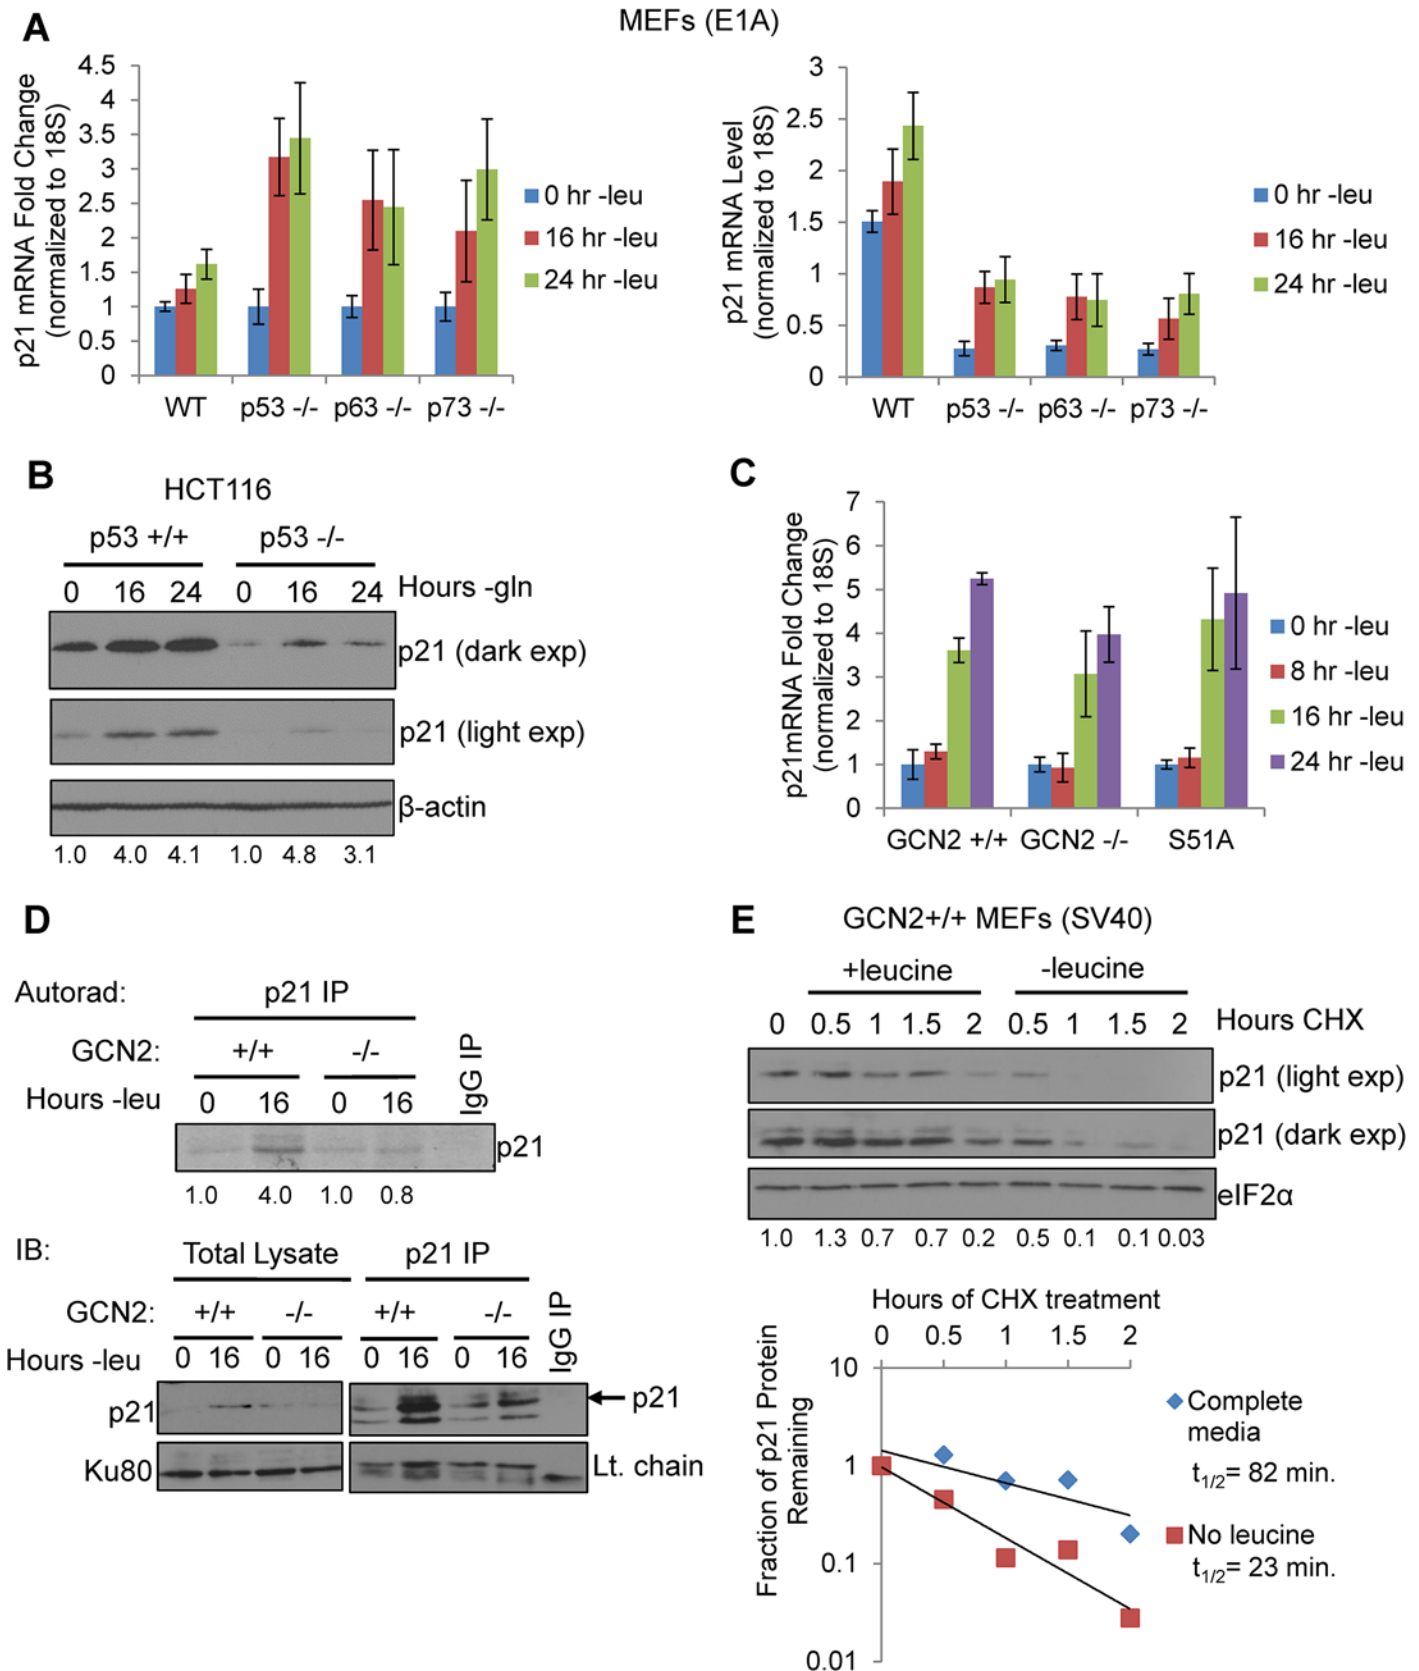 A
MEFs (E1A)
p21 mRNA Fold Change
(normalized to 18S)
4.5
4
3.5
3
2.5
2
1.5
1
0.5
0
WT
p53 -/-
p63 -/-
p73 -/-
0 hr -leu
16 hr -leu
24 hr -leu
p21 mRNA Level
(normalized to 18S)
3
2.5
2
1.5
1
0.5
0
WT
p53 -/-
p63 -/-
p73 -/-
0 hr -leu
16 hr -leu
24 hr -leu
B
HCT116
p53 +/+
p53 -/-
0 16 24 0 16 24 Hours -gln
p21 (dark exp)
p21 (light exp)
β-actin
1.0 4.0 4.1 1.0 4.8 3.1
C
p21mRNA Fold Change
(normalized to 18S)
7
6
5
4
3
2
1
0
GCN2 +/+
GCN2 -/-
S51A
0 hr -leu
8 hr -leu
16 hr -leu
24 hr -leu
D
Autorad: p21 IP
GCN2: +/+ -/- IgG IP
Hours -leu 0 16 0 16
p21
1.0 4.0 1.0 0.8
IB: Total Lysate p21 IP
GCN2: +/+ -/- +/+ -/- IgG IP
Hours -leu 0 16 0 16 0 16 0 16
p21
p21
Ku80
Lt. chain
E
GCN2+/+ MEFs (SV40)
+leucine -leucine
0 0.5 1 1.5 2 0.5 1 1.5 2 Hours CHX
p21 (light exp)
p21 (dark exp)
eIF2α
1.0 1.3 0.7 0.7 0.2 0.5 0.1 0.1 0.03
Hours of CHX treatment
0 0.5 1 1.5 2
Fraction of p21 Protein
Remaining
10
1
0.1
0.01
Complete
media
t1/2= 82 min.
No leucine
t1/2= 23 min.